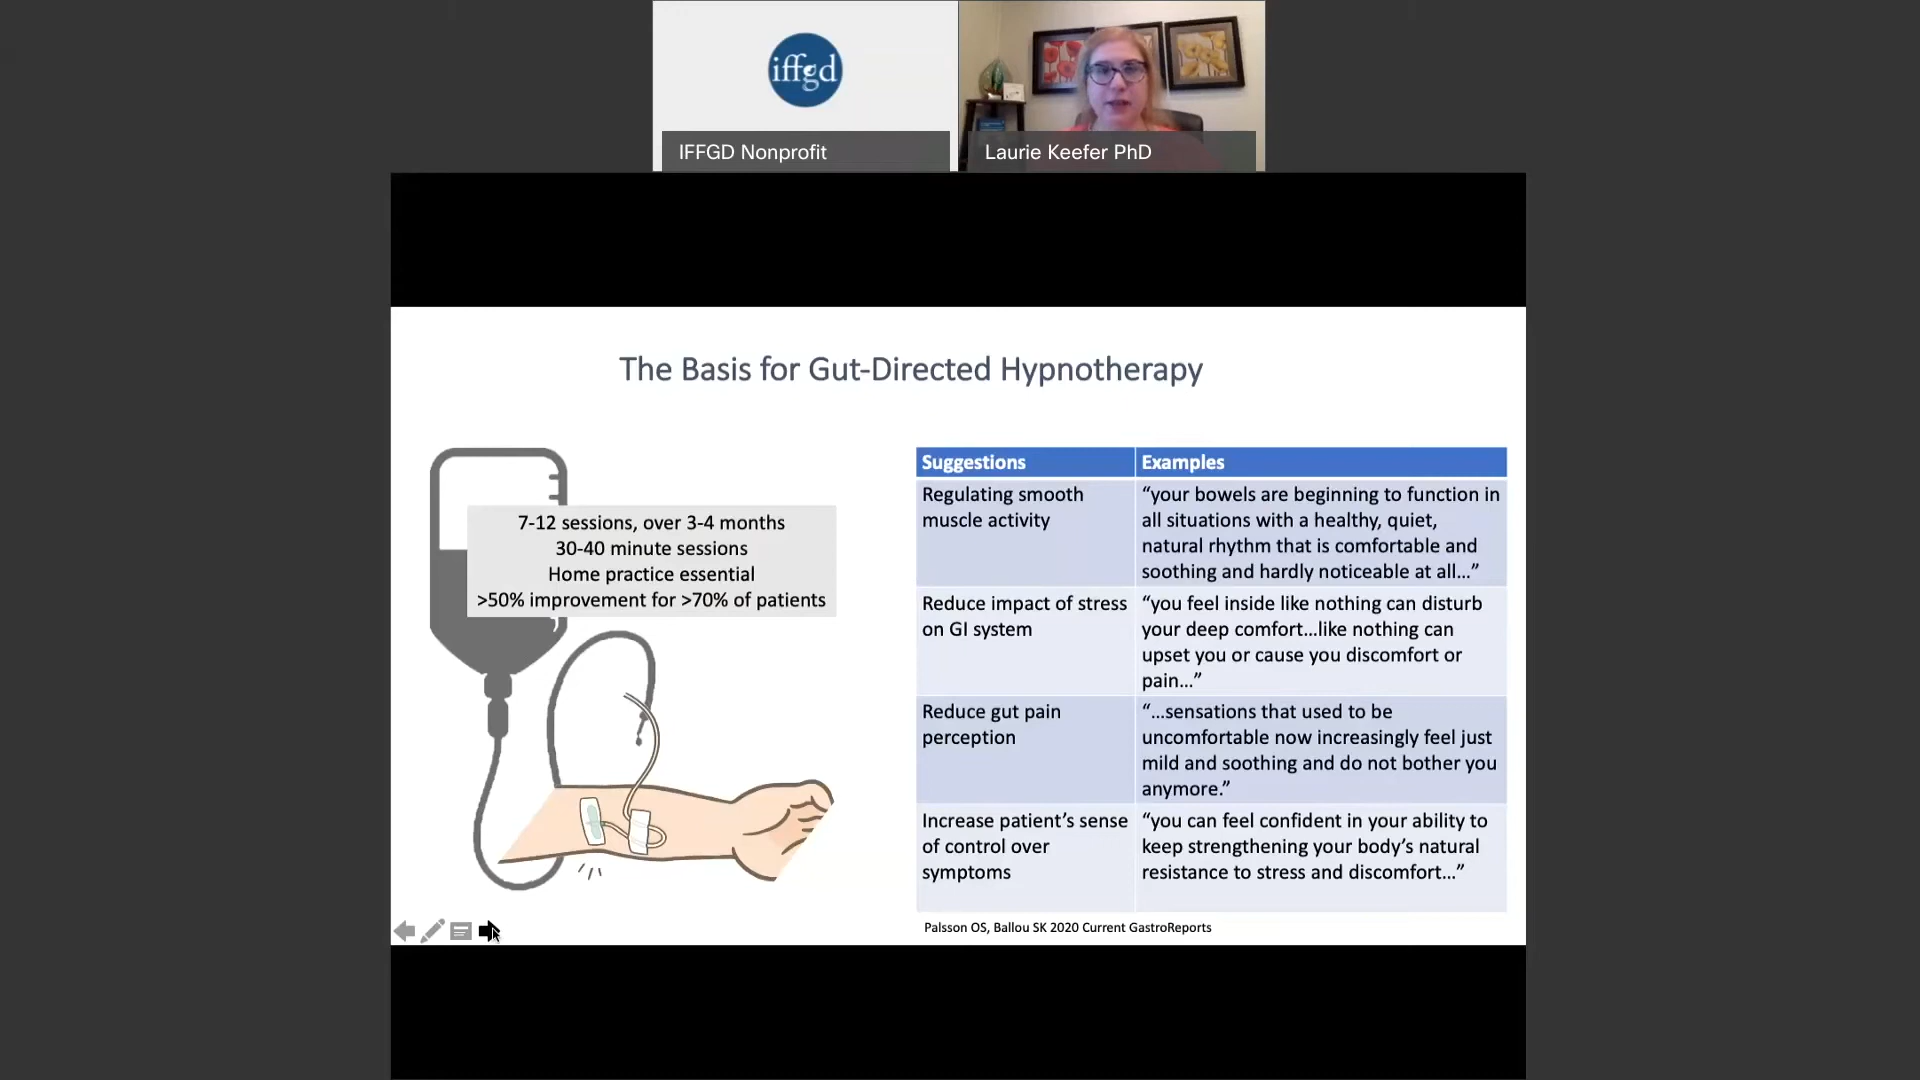 iffgd
IFFGD Nonprofit
Laurie Keefer PhD
The Basis for Gut-Directed Hypnotherapy
7-12 sessions, over 3-4 months
30-40 minute sessions
Home practice essential
>50% improvement for >70% of patients
Suggestions
Examples
Regulating smooth
muscle activity
“your bowels are beginning to function in
all situations with a healthy, quiet,
natural rhythm that is comfortable and
soothing and hardly noticeable at all…”
Reduce impact of stress
on GI system
“you feel inside like nothing can disturb
your deep comfort…like nothing can
upset you or cause you discomfort or
pain…”
Reduce gut pain
perception
“…sensations that used to be
uncomfortable now increasingly feel just
mild and soothing and do not bother you
anymore.”
Increase patient’s sense
of control over
symptoms
“you can feel confident in your ability to
keep strengthening your body’s natural
resistance to stress and discomfort…”
Palsson OS, Ballou SK 2020 Current GastroReports